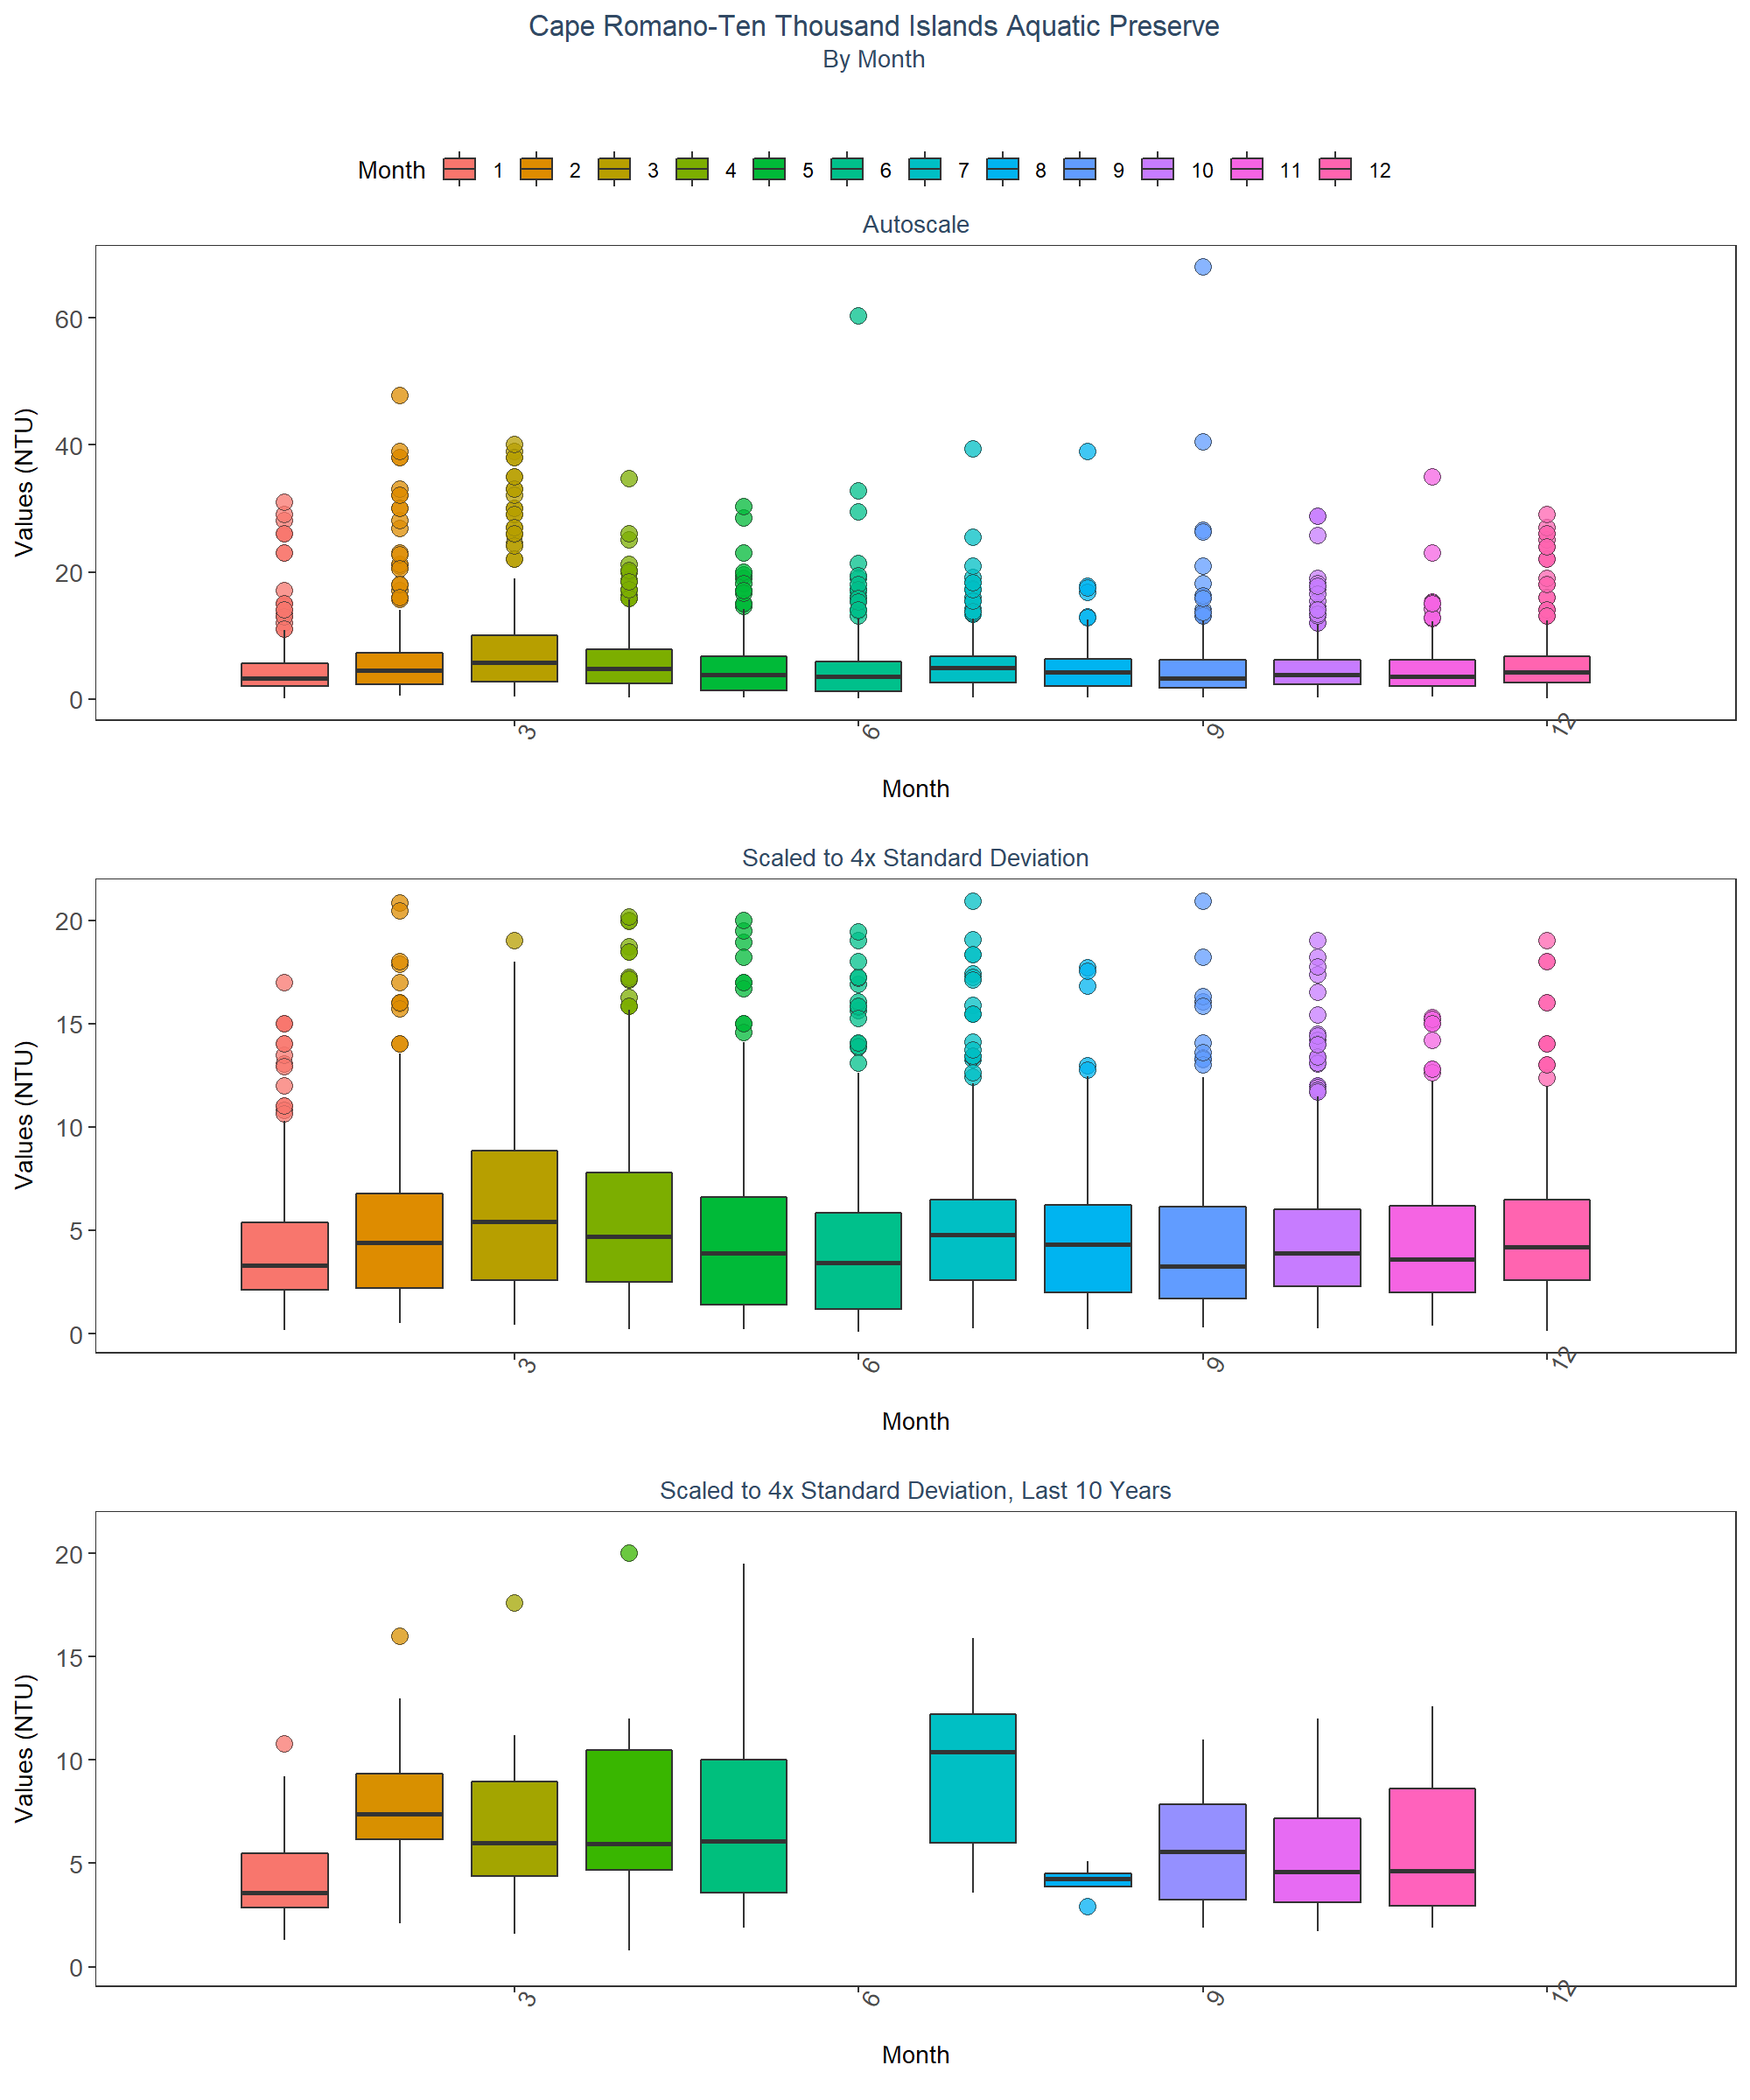 Cape Romano-Ten Thousand Islands Aquatic Preserve
By Month
Month 1 2 3 4 5 6 7 8 9 10 11 12
Autoscale
Values (NTU)
60
40
20
0
3 6 9 12
Month
Scaled to 4x Standard Deviation
Values (NTU)
20
15
10
5
0
3 6 9 12
Month
Scaled to 4x Standard Deviation, Last 10 Years
Values (NTU)
20
15
10
5
0
3 6 9 12
Month